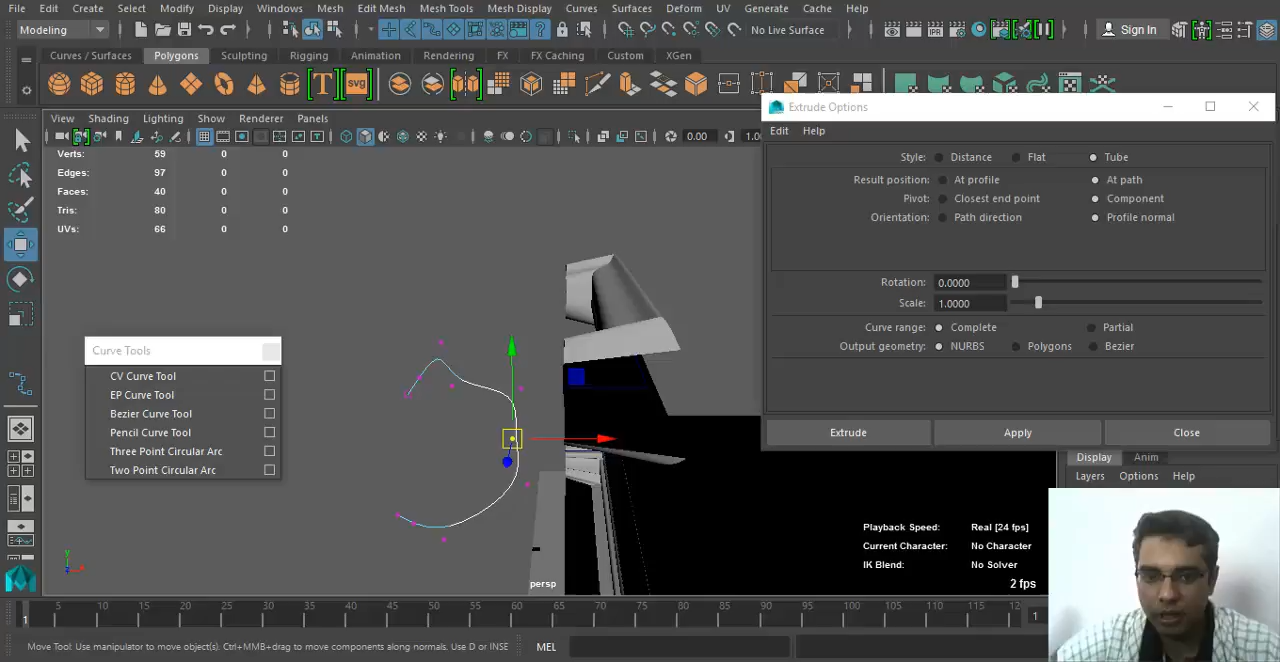 File Edit Create Select Modify Display Windows Mesh Edit Mesh Mesh Tools Mesh Display Curves Surfaces Deform UV Generate Cache Help
Modeling No Live Surface Sign In
Curves / Surfaces Polygons Sculpting Rigging Animation Rendering FX FX Caching Custom XGen
T svg
View Shading Lighting Show Renderer Panels
0.00 1.0
Verts: 59 0 0
Edges: 97 0 0
Faces: 40 0 0
Tris: 80 0 0
UVs: 66 0 0
Extrude Options
Edit Help
Style: Distance Flat Tube
Result position: At profile At path
Pivot: Closest end point Component
Orientation: Path direction Profile normal
Rotation: 0.0000
Scale: 1.0000
Curve range: Complete Partial
Output geometry: NURBS Polygons Bezier
Extrude Apply Close
Curve Tools
CV Curve Tool
EP Curve Tool
Bezier Curve Tool
Pencil Curve Tool
Three Point Circular Arc
Two Point Circular Arc
Display Anim
Layers Options Help
Playback Speed: Real [24 fps]
Current Character: No Character
IK Blend: No Solver
2 fps
persp
y
1 5 10 15 20 25 30 35 40 45 50 55 60 65 70 75 80 85 90 95 100 105 110 115 12 1
Move Tool: Use manipulator to move object(s). Ctrl+MMB+drag to move components along normals. Use D or INSE
MEL